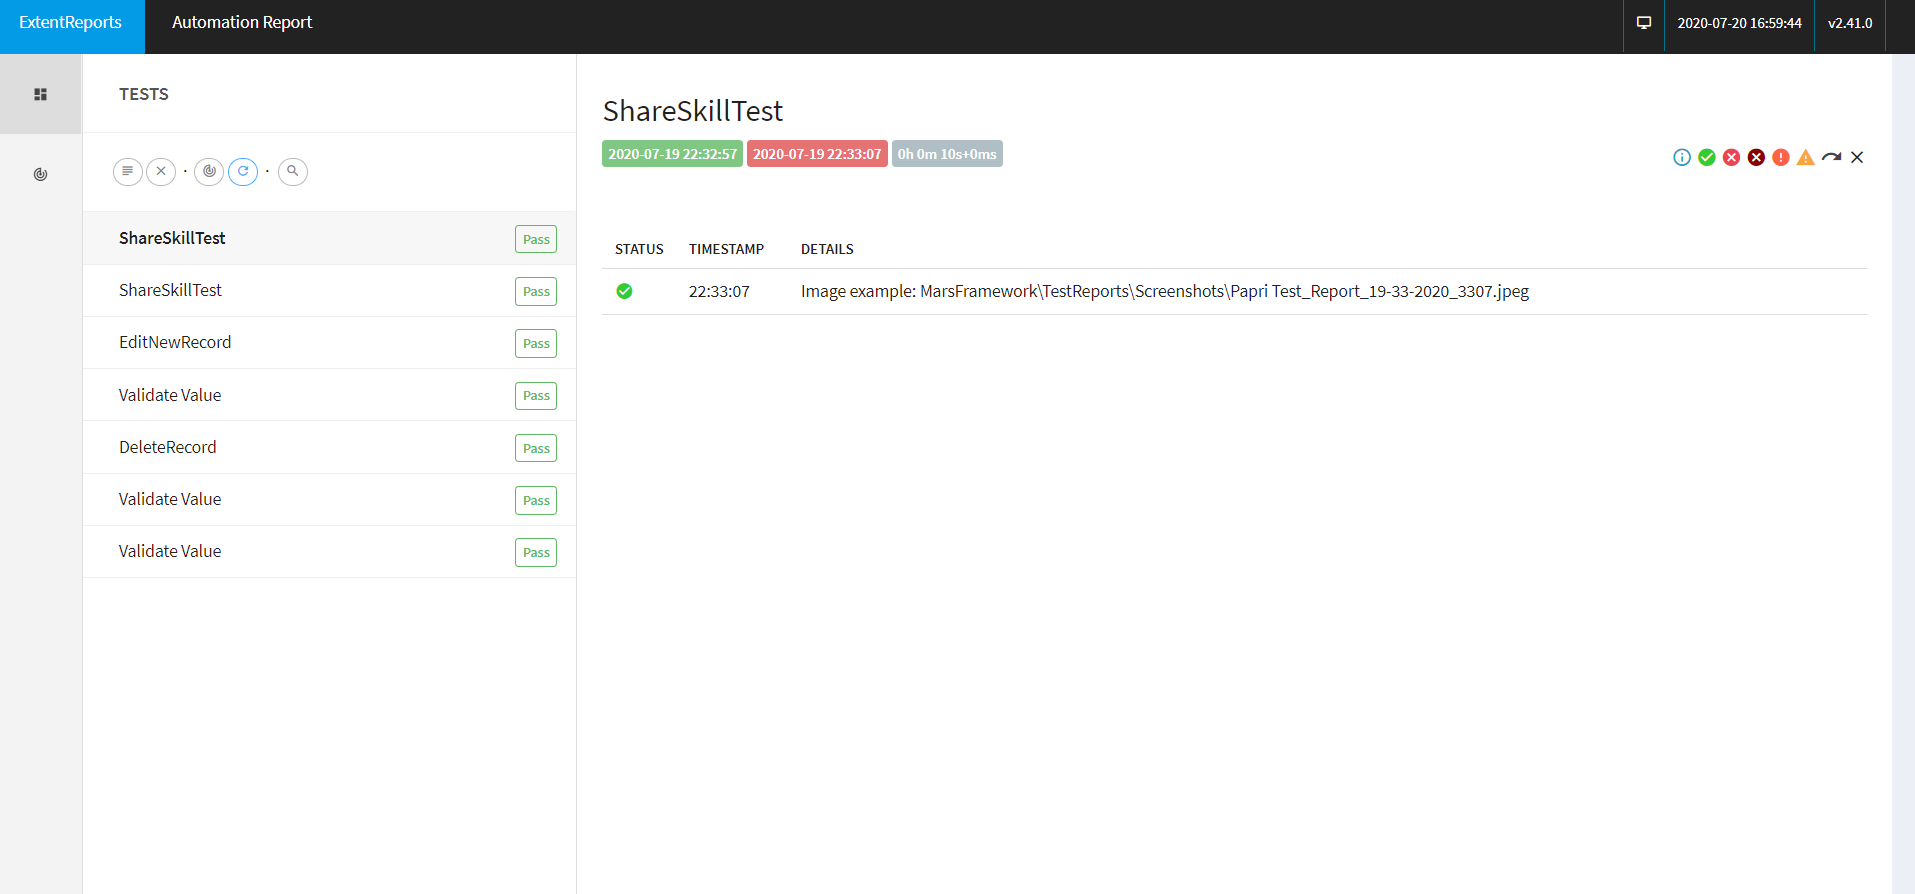 ExtentReports
Automation Report
2020-07-20 16:59:44
v2.41.0
TESTS
ShareSkillTest Pass
ShareSkillTest Pass
EditNewRecord Pass
Validate Value Pass
DeleteRecord Pass
Validate Value Pass
Validate Value Pass
ShareSkillTest
2020-07-19 22:32:57 2020-07-19 22:33:07 0h 0m 10s+0ms
STATUS TIMESTAMP DETAILS
22:33:07 Image example: MarsFramework\TestReports\Screenshots\Papri Test_Report_19-33-2020_3307.jpeg